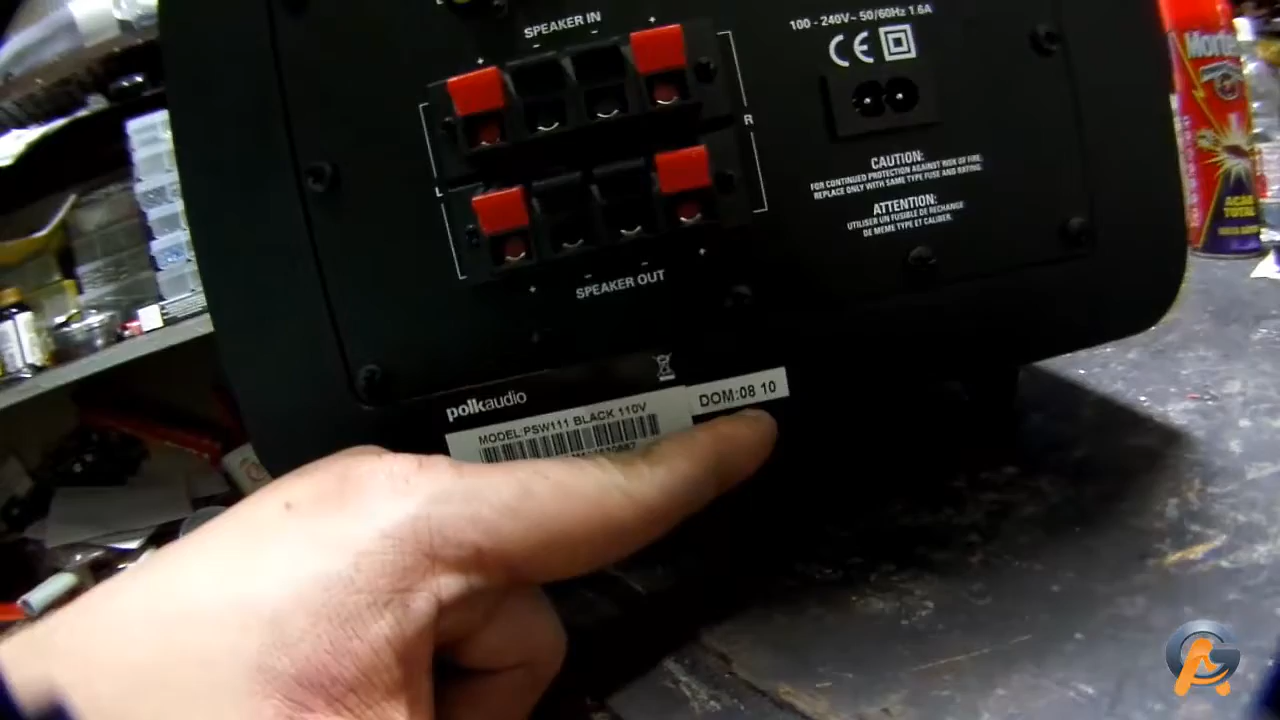 SPEAKER IN
+
+
-
-
L
R
-
-
+
+
SPEAKER OUT
100 - 240V~ 50/60Hz 1.6A
CE
CAUTION:
FOR CONTINUED PROTECTION AGAINST RISK OF FIRE,
REPLACE ONLY WITH SAME TYPE FUSE AND RATING.
ATTENTION:
UTILISER UN FUSIBLE DE RECHANGE
DE MEME TYPE ET CALIBER.
polkaudio
MODEL:PSW111 BLACK 110V
DOM:08 10